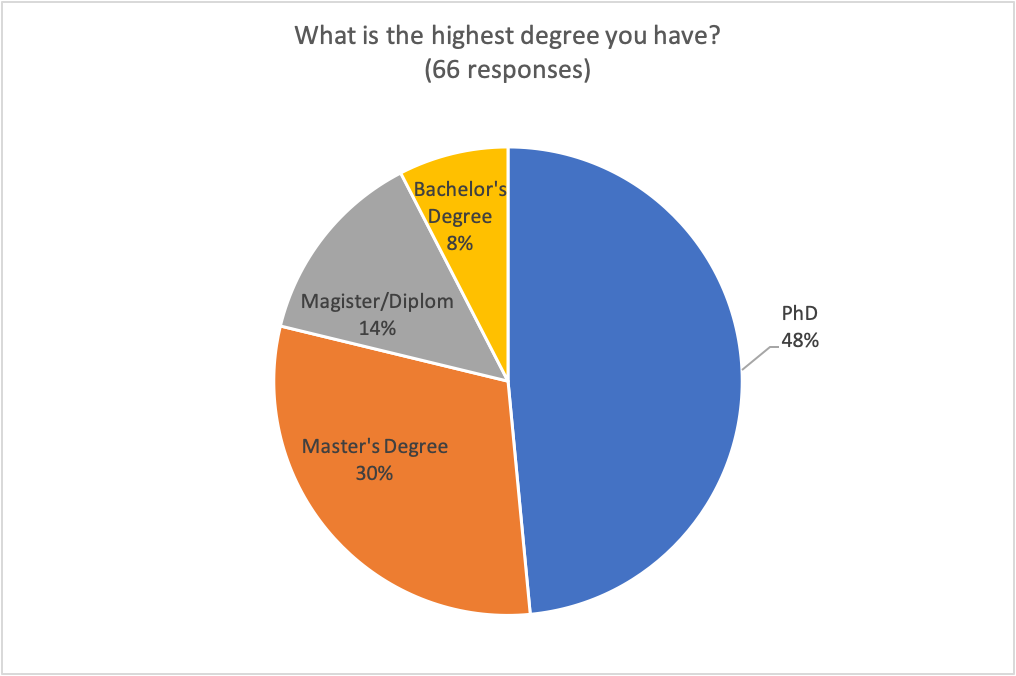 What is the highest degree you have?
(66 responses)
Bachelor's
Degree
8%
Magister/Diplom
14%
PhD
48%
Master's Degree
30%